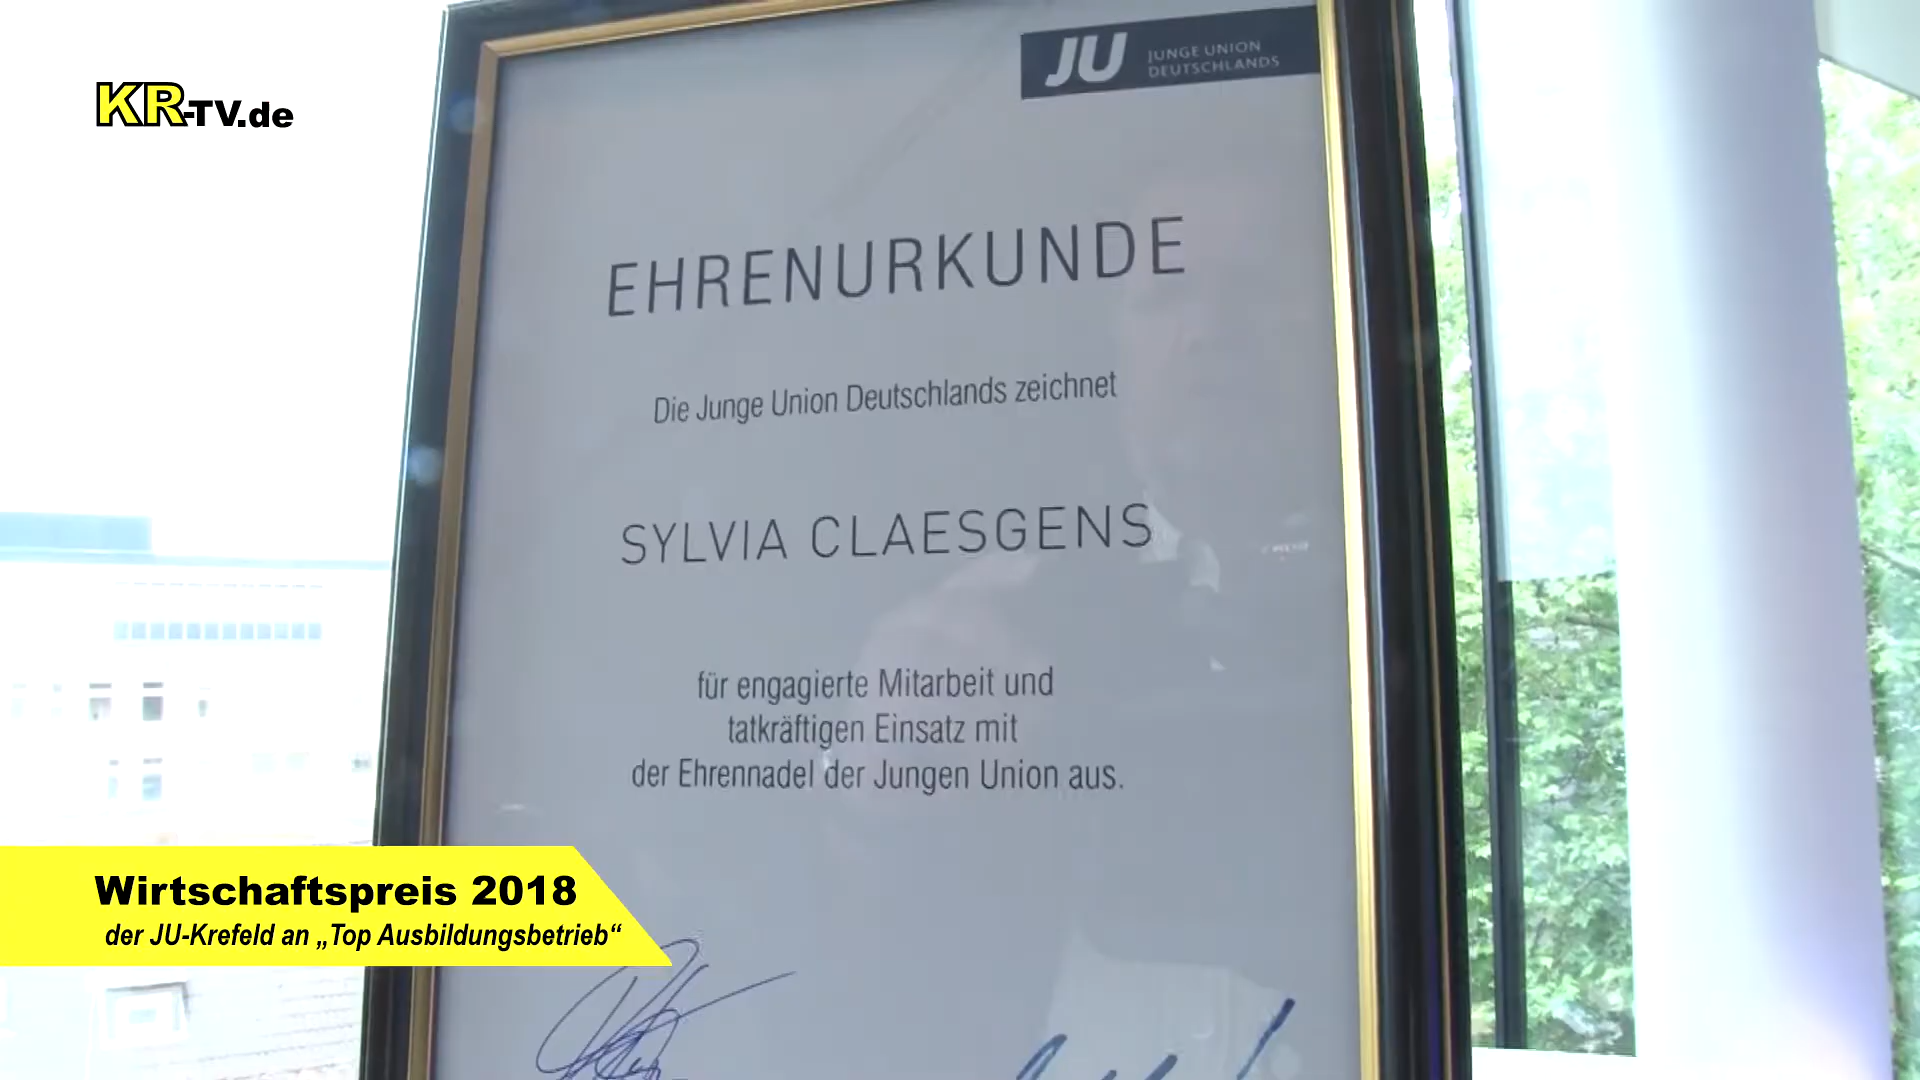 KR-TV.de
JU JUNGE UNION
DEUTSCHLANDS
EHRENURKUNDE
Die Junge Union Deutschlands zeichnet
SYLVIA CLAESGENS
für engagierte Mitarbeit und
tatkräftigen Einsatz mit
der Ehrennadel der Jungen Union aus.
Wirtschaftspreis 2018
der JU-Krefeld an „Top Ausbildungsbetrieb“